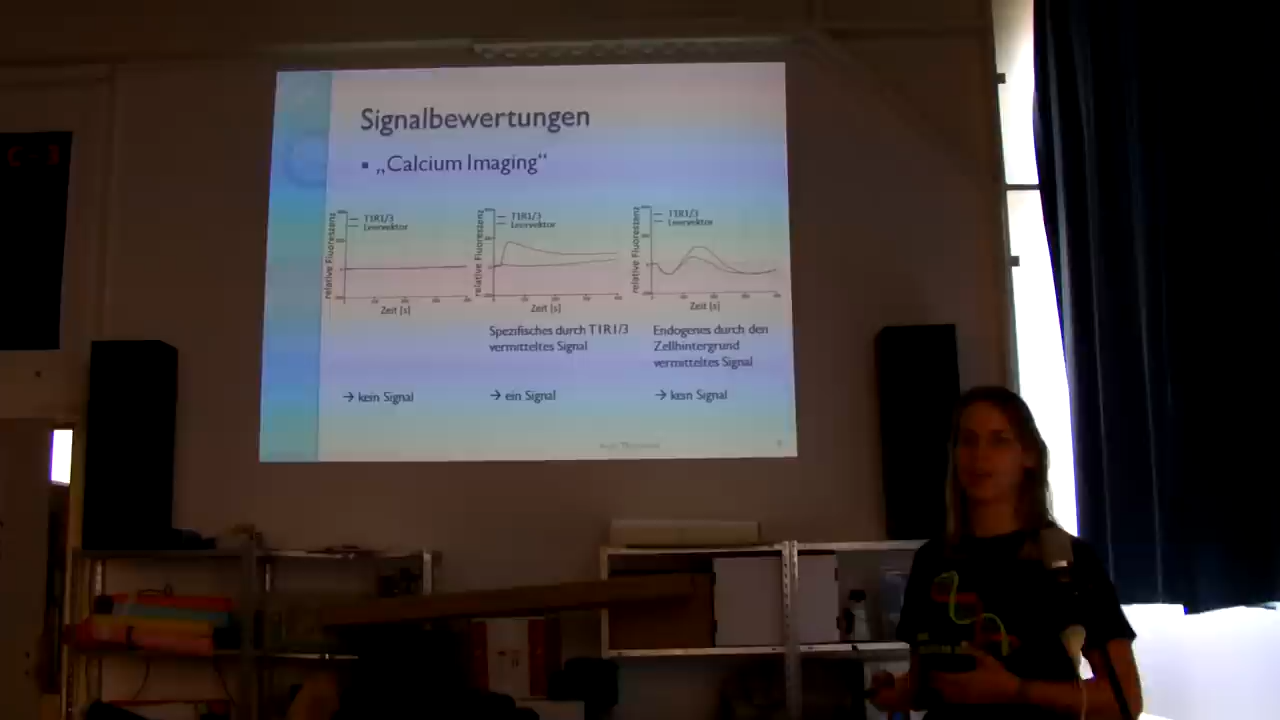 Signalbewertungen
▪ „Calcium Imaging“
T1R1/3
Leervektor
relative Fluoreszenz
Zeit [s]
T1R1/3
Leervektor
relative Fluoreszenz
Zeit [s]
T1R1/3
Leervektor
relative Fluoreszenz
Zeit [s]
Spezifisches durch T1R1/3
vermitteltes Signal
Endogenes durch den
Zellhintergrund
vermitteltes Signal
→ kein Signal
→ ein Signal
→ kein Signal